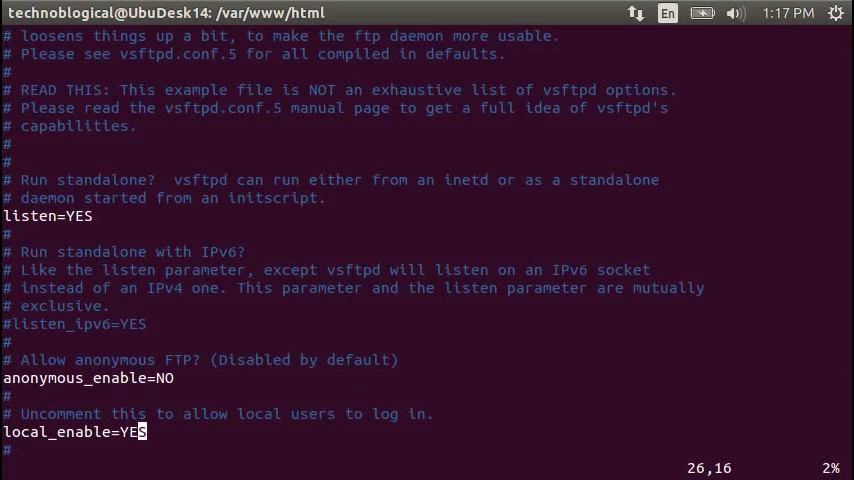 technoblogical@UbuDesk14: /var/www/html
En
1:17 PM
# loosens things up a bit, to make the ftp daemon more usable.
# Please see vsftpd.conf.5 for all compiled in defaults.
#
# READ THIS: This example file is NOT an exhaustive list of vsftpd options.
# Please read the vsftpd.conf.5 manual page to get a full idea of vsftpd's
# capabilities.
#
#
# Run standalone?  vsftpd can run either from an inetd or as a standalone
# daemon started from an initscript.
listen=YES
#
# Run standalone with IPv6?
# Like the listen parameter, except vsftpd will listen on an IPv6 socket
# instead of an IPv4 one. This parameter and the listen parameter are mutually
# exclusive.
#listen_ipv6=YES
#
# Allow anonymous FTP? (Disabled by default)
anonymous_enable=NO
#
# Uncomment this to allow local users to log in.
local_enable=YES
#
26,16
2%